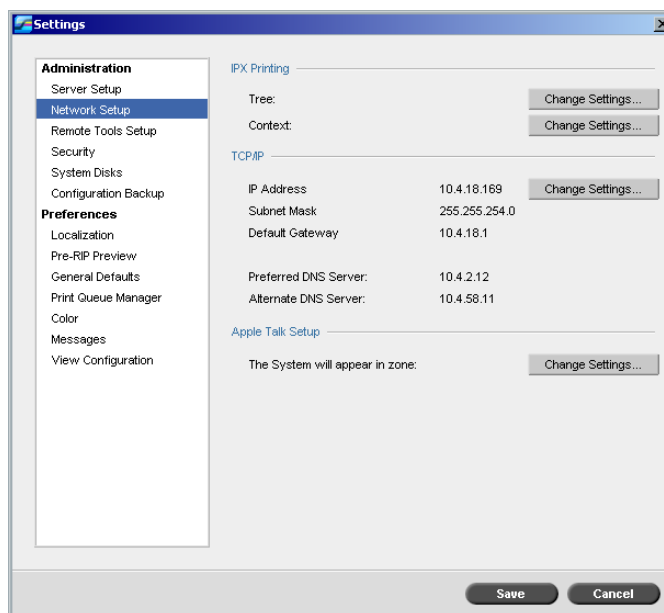 Settings
Administration
Server Setup
Network Setup
Remote Tools Setup
Security
System Disks
Configuration Backup
Preferences
Localization
Pre-RIP Preview
General Defaults
Print Queue Manager
Color
Messages
View Configuration
IPX Printing
Tree: Change Settings...
Context: Change Settings...
TCP/IP
IP Address 10.4.18.169 Change Settings...
Subnet Mask 255.255.254.0
Default Gateway 10.4.18.1
Preferred DNS Server: 10.4.2.12
Alternate DNS Server: 10.4.58.11
Apple Talk Setup
The System will appear in zone: Change Settings...
Save Cancel